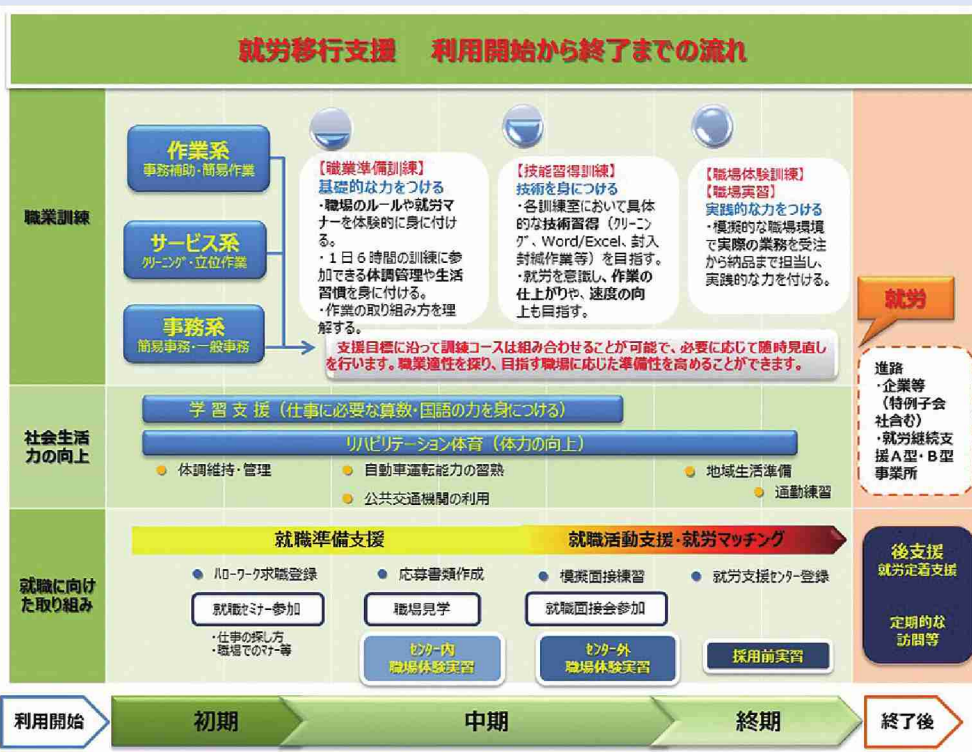 就労移行支援　利用開始から終了までの流れ
職業訓練
作業系
事務補助・簡易作業
サービス系
クリーニング・立位作業
事務系
簡易事務・一般事務
【職業準備訓練】
基礎的な力をつける
・職場のルールや就労マ
ナーを体験的に身に付け
る。
・１日６時間の訓練に参
加できる体調管理や生活
習慣を身に付ける。
・作業の取り組み方を理
解する。
【技能習得訓練】
技術を身につける
・各訓練室において具体
的な技術習得（クリーニン
グ、Word/Excel、封入
封緘作業等）を目指す。
・就労を意識し、作業の
仕上がりや、速度の向
上も目指す。
【職場体験訓練】
【職場実習】
実践的な力をつける
・模擬的な職場環境
で実際の業務を受注
から納品まで担当し、
実践的な力を付ける。
支援目標に沿って訓練コースは組み合わせることが可能で、必要に応じて随時見直し
を行います。職業適性を探り、目指す職場に応じた準備性を高めることができます。
就労
進路
・企業等
（特例子会
社含む）
・就労継続支
援Ａ型・Ｂ型
事業所
社会生活
力の向上
学習支援（仕事に必要な算数・国語の力を身につける）
リハビリテーション体育（体力の向上）
体調維持・管理
自動車運転能力の習熟
公共交通機関の利用
地域生活準備
通勤練習
就職に向け
た取り組み
就職準備支援
就職活動支援・就労マッチング
ハローワーク求職登録
応募書類作成
模擬面接練習
就労支援センター登録
就職セミナー参加
職場見学
就職面接会参加
・仕事の探し方
・職場でのマナー等
センター内
職場体験実習
センター外
職場体験実習
採用前実習
後支援
就労定着支援
定期的な
訪問等
利用開始
初期
中期
終期
終了後